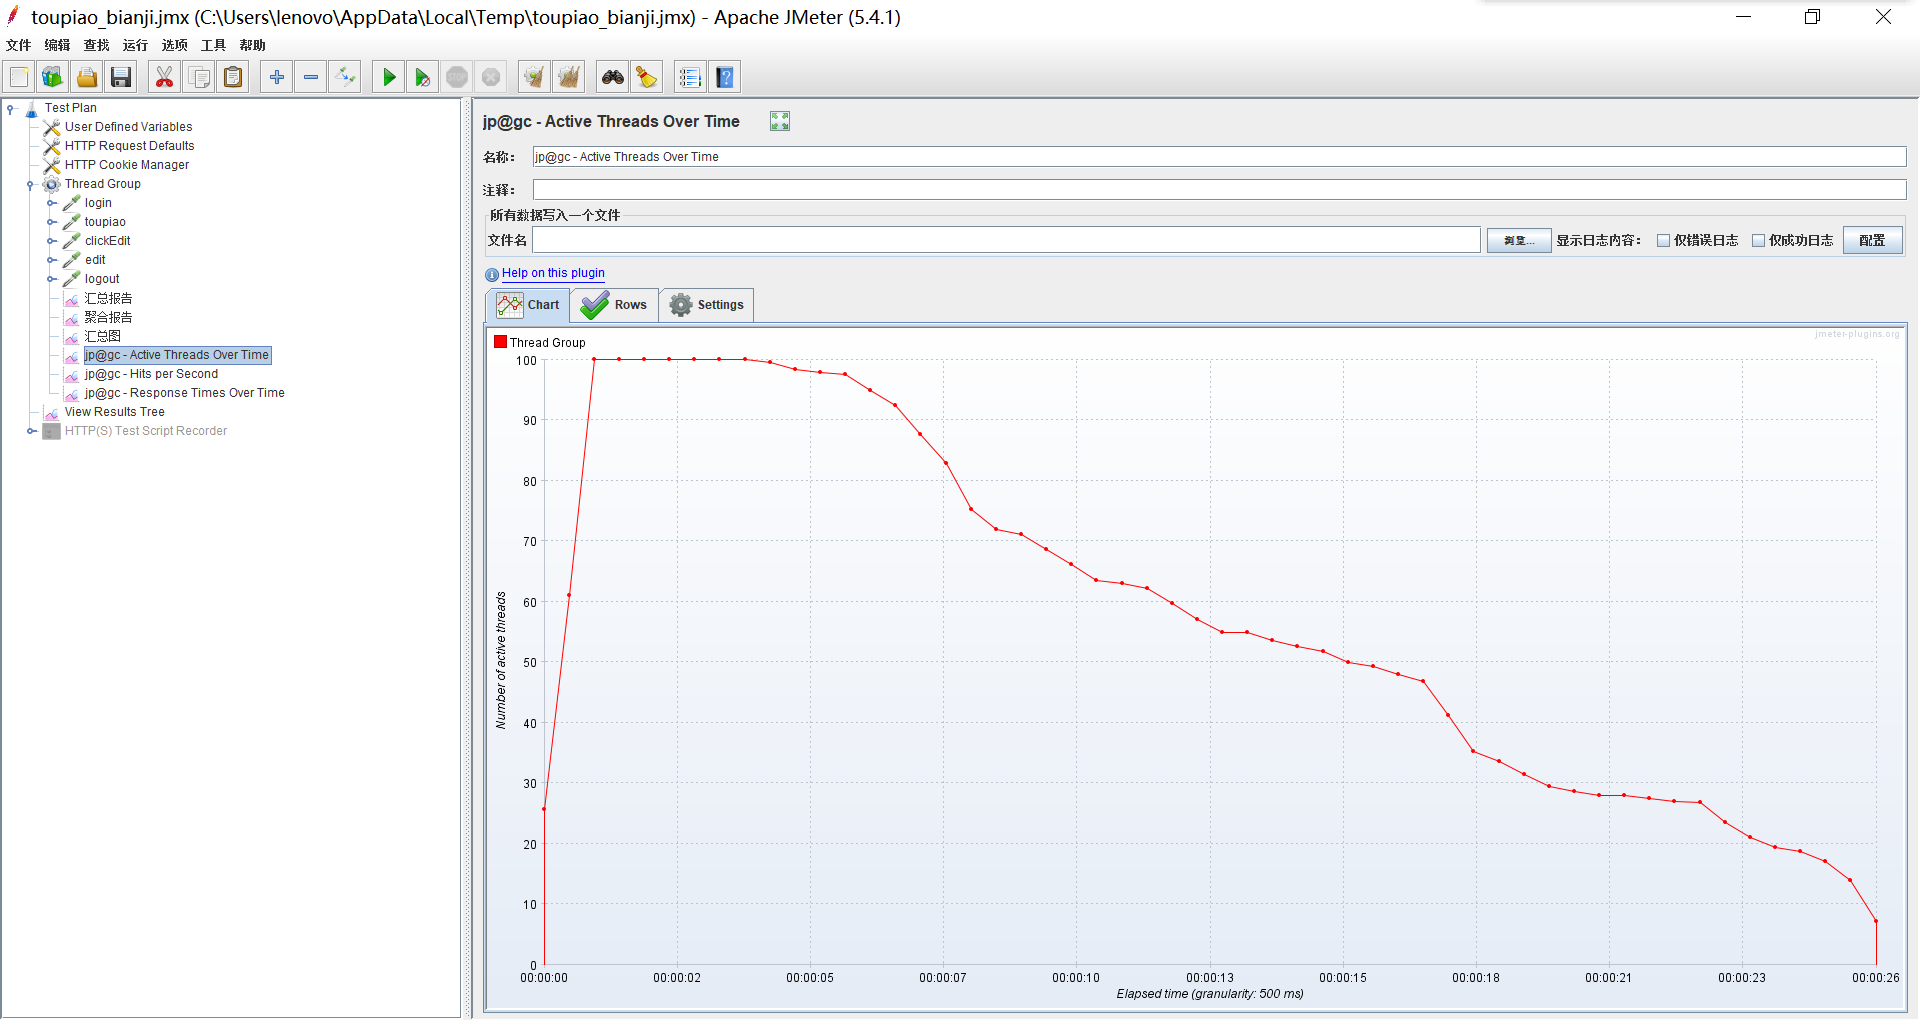 toupiao_bianji.jmx (C:\Users\lenovo\AppData\Local\Temp\toupiao_bianji.jmx) - Apache JMeter (5.4.1)
文件 编辑 查找 运行 选项 工具 帮助
STOP
Test Plan
User Defined Variables
HTTP Request Defaults
HTTP Cookie Manager
Thread Group
login
toupiao
clickEdit
edit
logout
汇总报告
聚合报告
汇总图
jp@gc - Active Threads Over Time
jp@gc - Hits per Second
jp@gc - Response Times Over Time
View Results Tree
HTTP(S) Test Script Recorder
jp@gc - Active Threads Over Time
名称： jp@gc - Active Threads Over Time
注释：
所有数据写入一个文件
文件名 浏览... 显示日志内容： 仅错误日志 仅成功日志 配置
Help on this plugin
Chart Rows Settings
jmeter-plugins.org
Thread Group
100
90
80
70
60
50
40
30
20
10
0
Number of active threads
00:00:00 00:00:02 00:00:05 00:00:07 00:00:10 00:00:13 00:00:15 00:00:18 00:00:21 00:00:23 00:00:26
Elapsed time (granularity: 500 ms)